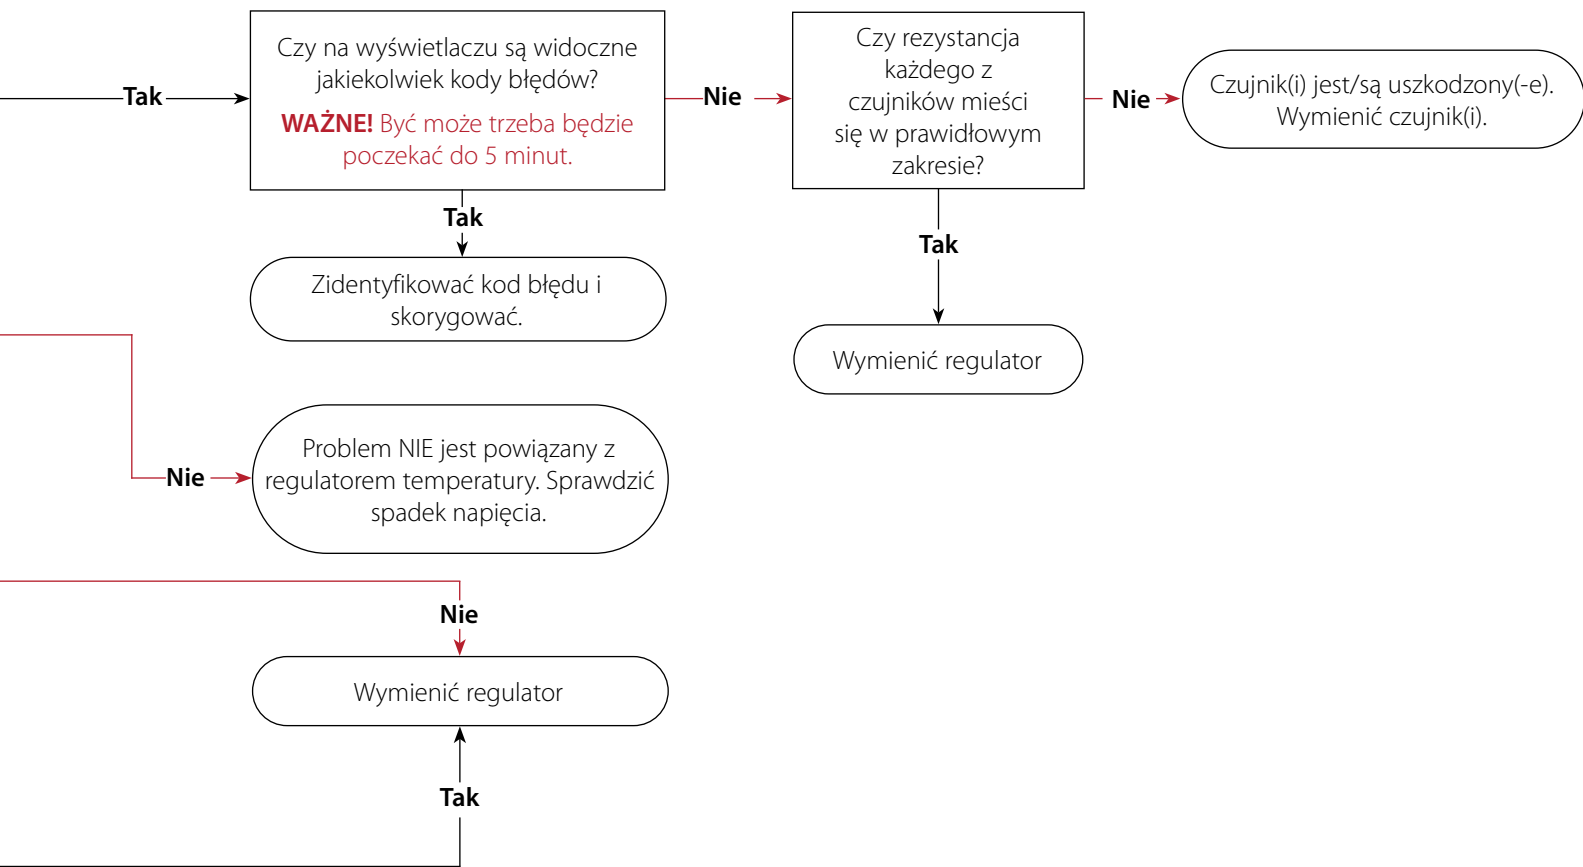 Tak
Czy na wyświetlaczu są widoczne
jakiekolwiek kody błędów?
WAŻNE! Być może trzeba będzie
poczekać do 5 minut.
Nie
Czy rezystancja
każdego z
czujników mieści
się w prawidłowym
zakresie?
Nie
Czujnik(i) jest/są uszkodzony(-e).
Wymienić czujnik(i).
Tak
Zidentyfikować kod błędu i
skorygować.
Tak
Wymienić regulator
Nie
Problem NIE jest powiązany z
regulatorem temperatury. Sprawdzić
spadek napięcia.
Nie
Wymienić regulator
Tak